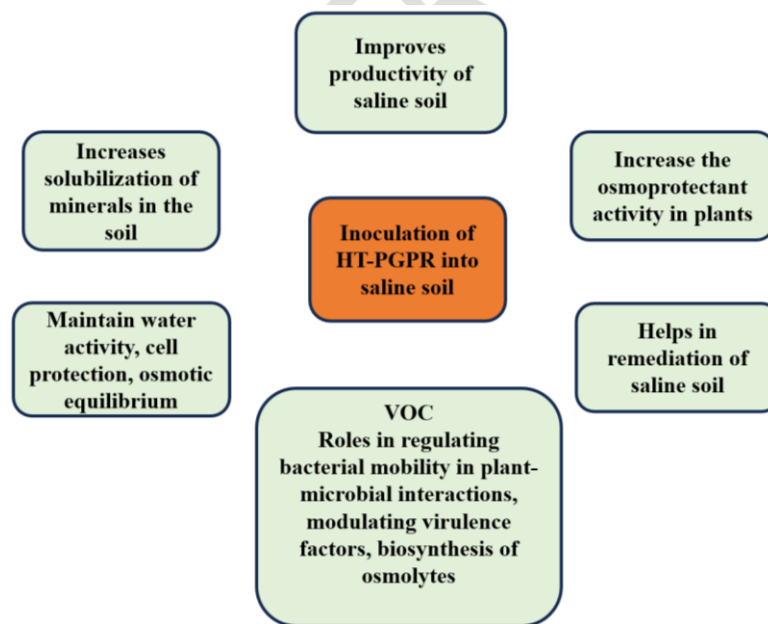 Improves
productivity of
saline soil
Increases
solubilization of
minerals in the
soil
Increase the
osmoprotectant
activity in plants
Inoculation of
HT-PGPR into
saline soil
Maintain water
activity, cell
protection, osmotic
equilibrium
Helps in
remediation of
saline soil
VOC
Roles in regulating
bacterial mobility in plant-
microbial interactions,
modulating virulence
factors, biosynthesis of
osmolytes